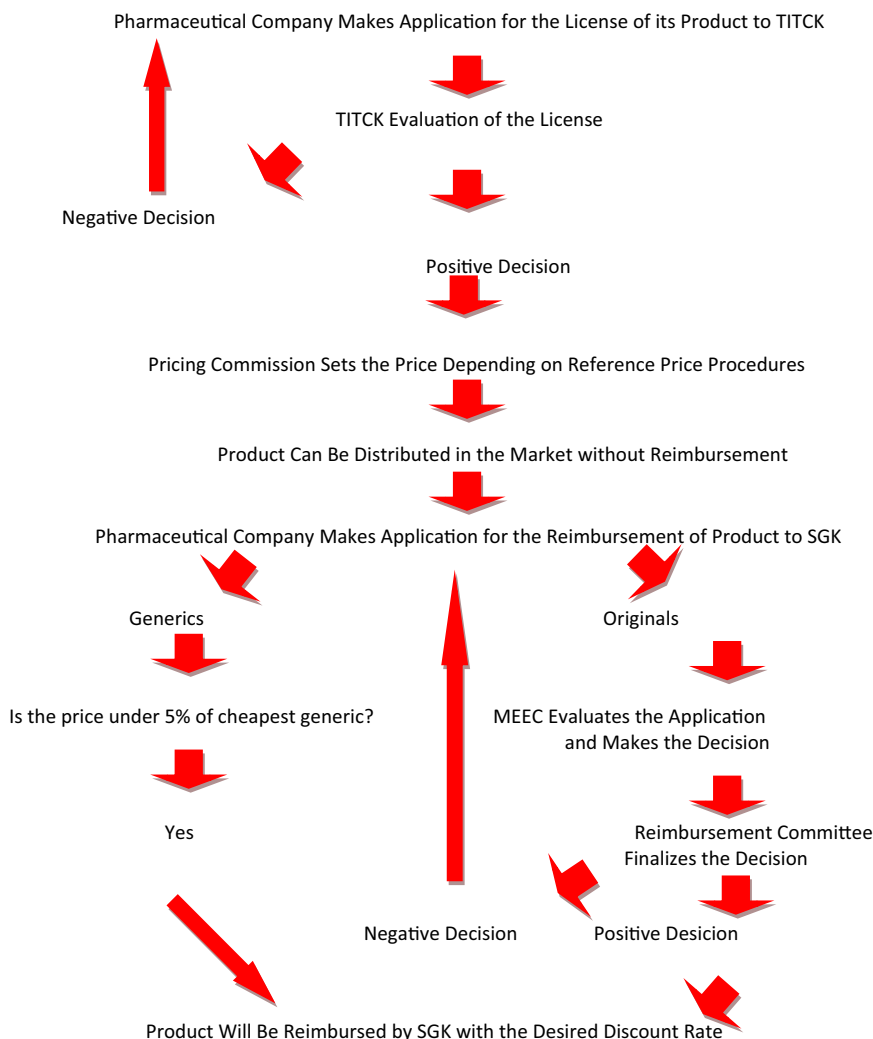 Pharmaceutical Company Makes Application for the License of its Product to TITCK
TITCK Evaluation of the License
Negative Decision
Positive Decision
Pricing Commission Sets the Price Depending on Reference Price Procedures
Product Can Be Distributed in the Market without Reimbursement
Pharmaceutical Company Makes Application for the Reimbursement of Product to SGK
Generics
Originals
Is the price under 5% of cheapest generic?
MEEC Evaluates the Application
and Makes the Decision
Yes
Reimbursement Committee
Finalizes the Decision
Negative Decision
Positive Desicion
Product Will Be Reimbursed by SGK with the Desired Discount Rate